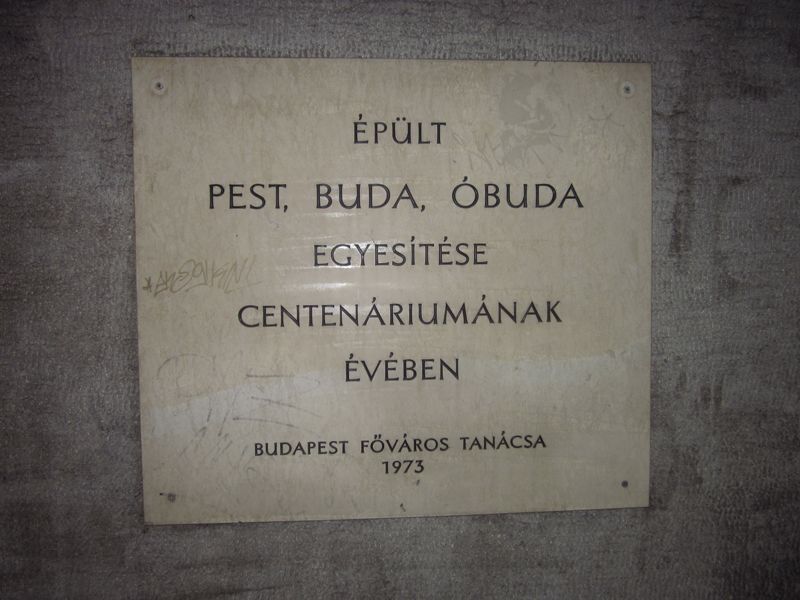 ÉPÜLT
PEST, BUDA, ÓBUDA
EGYESÍTÉSE
CENTENÁRIUMÁNAK
ÉVÉBEN
BUDAPEST FŐVÁROS TANÁCSA
1973